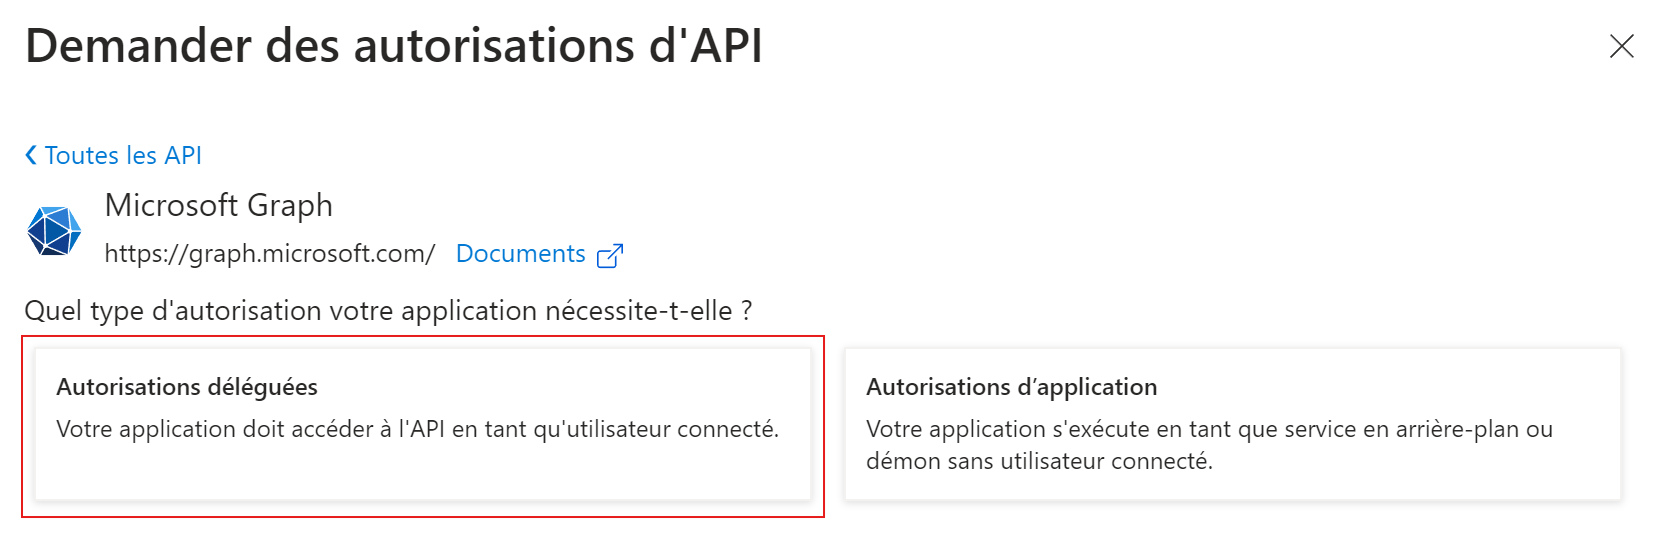 Demander des autorisations d'API
Toutes les API
Microsoft Graph
https://graph.microsoft.com/ Documents
Quel type d'autorisation votre application nécessite-t-elle ?
Autorisations déléguées
Votre application doit accéder à l'API en tant qu'utilisateur connecté.
Autorisations d’application
Votre application s'exécute en tant que service en arrière-plan ou
démon sans utilisateur connecté.